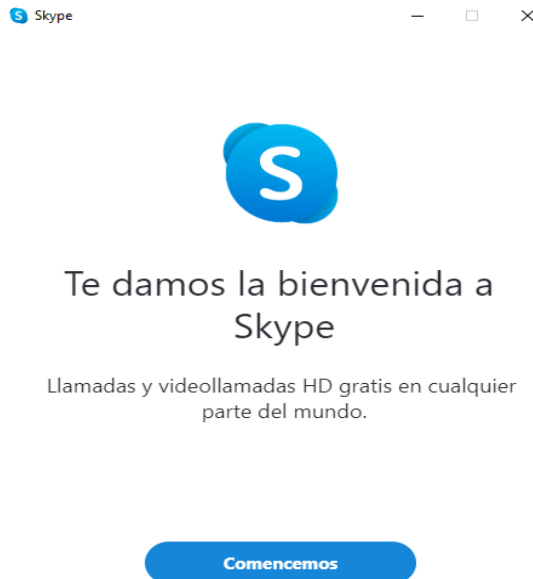 Skype
Te damos la bienvenida a
Skype
Llamadas y videollamadas HD gratis en cualquier
parte del mundo.
Comencemos